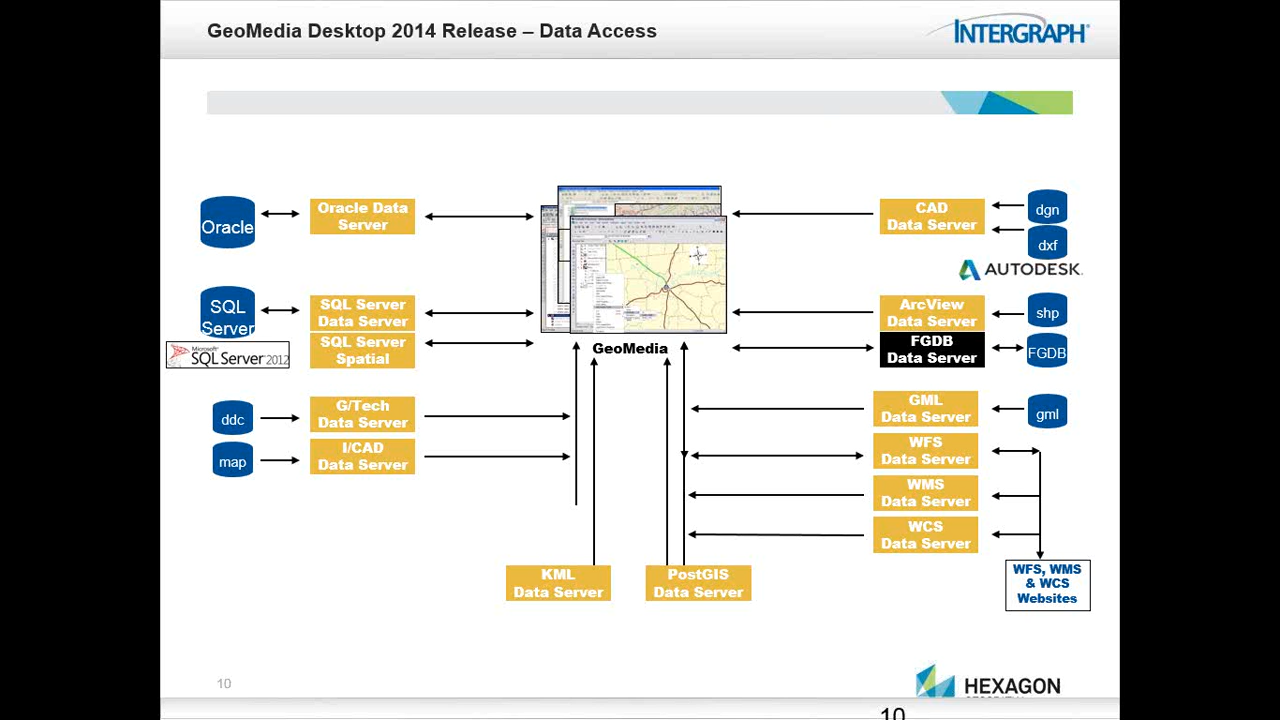 GeoMedia Desktop 2014 Release – Data Access
INTERGRAPH
Oracle
Oracle Data
Server
CAD
Data Server
dgn
dxf
AUTODESK.
SQL
Server
SQL Server
Data Server
SQL Server
Spatial
Microsoft
SQL Server 2012
GeoMedia
ArcView
Data Server
shp
FGDB
Data Server
FGDB
ddc
G/Tech
Data Server
map
I/CAD
Data Server
GML
Data Server
gml
WFS
Data Server
WMS
Data Server
WCS
Data Server
KML
Data Server
PostGIS
Data Server
WFS, WMS
& WCS
Websites
10
HEXAGON
10